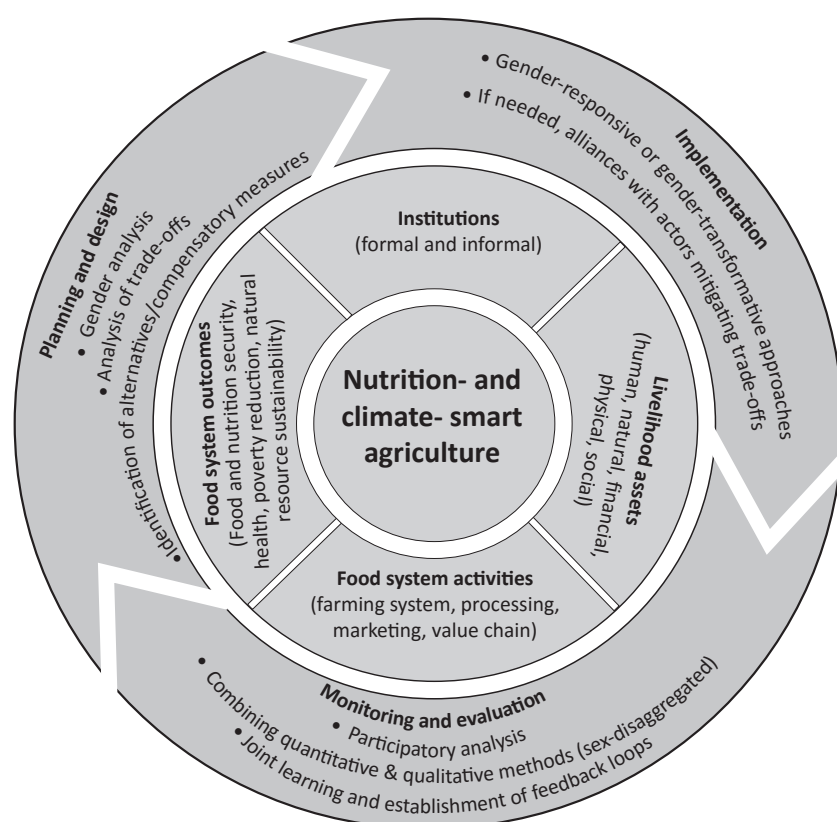 Planning and design
• Gender analysis
• Analysis of trade-offs
•Identification of alternatives/compensatory measures
Implementation
• Gender-responsive or gender-transformative approaches
• If needed, alliances with actors mitigating trade-offs
Monitoring and evaluation
• Participatory analysis
• Combining quantitative & qualitative methods (sex-disaggregated)
• Joint learning and establishment of feedback loops
Institutions
(formal and informal)
Livelihood assets
(human, natural, financial,
physical, social)
Food system activities
(farming system, processing,
marketing, value chain)
Food system outcomes
(Food and nutrition security,
health, poverty reduction, natural
resource sustainability)
Nutrition- and
climate- smart
agriculture